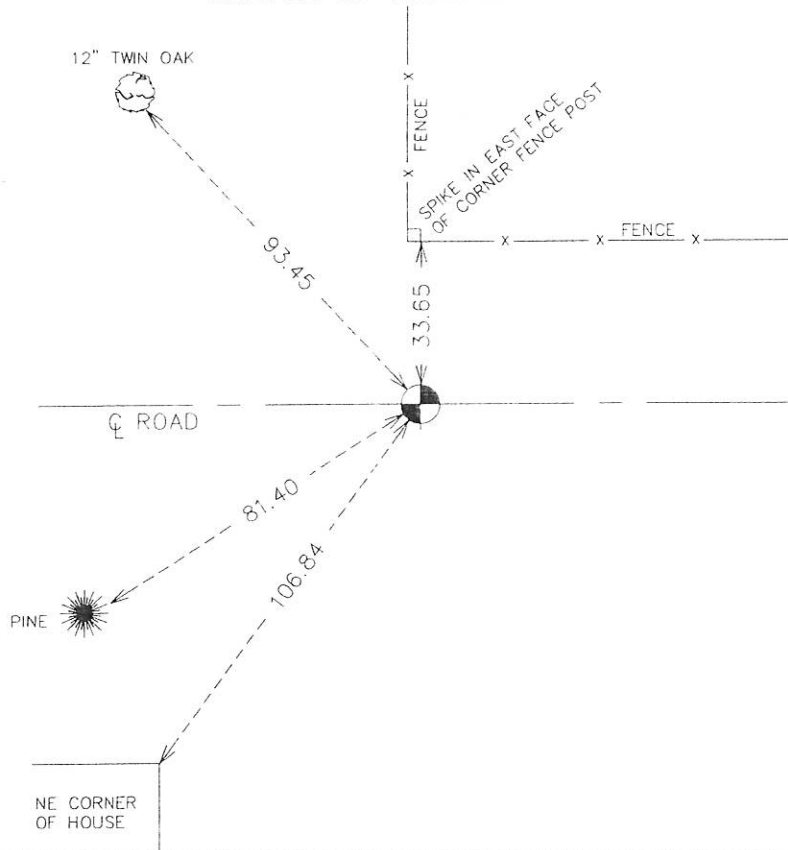 12" TWIN OAK
FENCE
SPIKE IN EAST FACE
OF CORNER FENCE POST
X
X
X
X
X
FENCE
93.45
33.65
℄ ROAD
81.40
106.84
PINE
NE CORNER
OF HOUSE